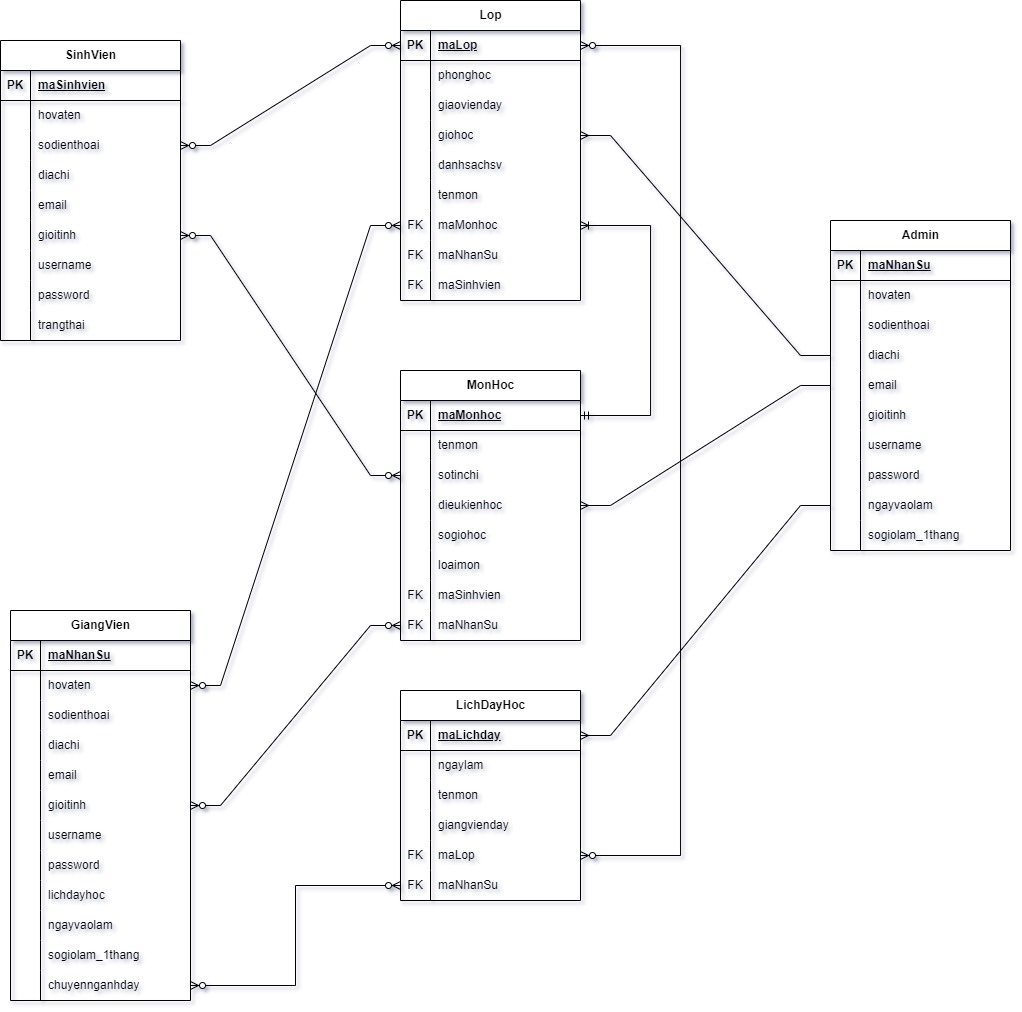 Lop
PK maLop
phonghoc
giaovienday
giohoc
danhsachsv
tenmon
FK maMonhoc
FK maNhanSu
FK maSinhvien
SinhVien
PK maSinhvien
hovaten
sodienthoai
diachi
email
gioitinh
username
password
trangthai
Admin
PK maNhanSu
hovaten
sodienthoai
diachi
email
gioitinh
username
password
ngayvaolam
sogiolam_1thang
MonHoc
PK maMonhoc
tenmon
sotinchi
dieukienhoc
sogiohoc
loaimon
FK maSinhvien
FK maNhanSu
GiangVien
PK maNhanSu
hovaten
sodienthoai
diachi
email
gioitinh
username
password
lichdayhoc
ngayvaolam
sogiolam_1thang
chuyennganhday
LichDayHoc
PK maLichday
ngaylam
tenmon
giangvienday
FK maLop
FK maNhanSu